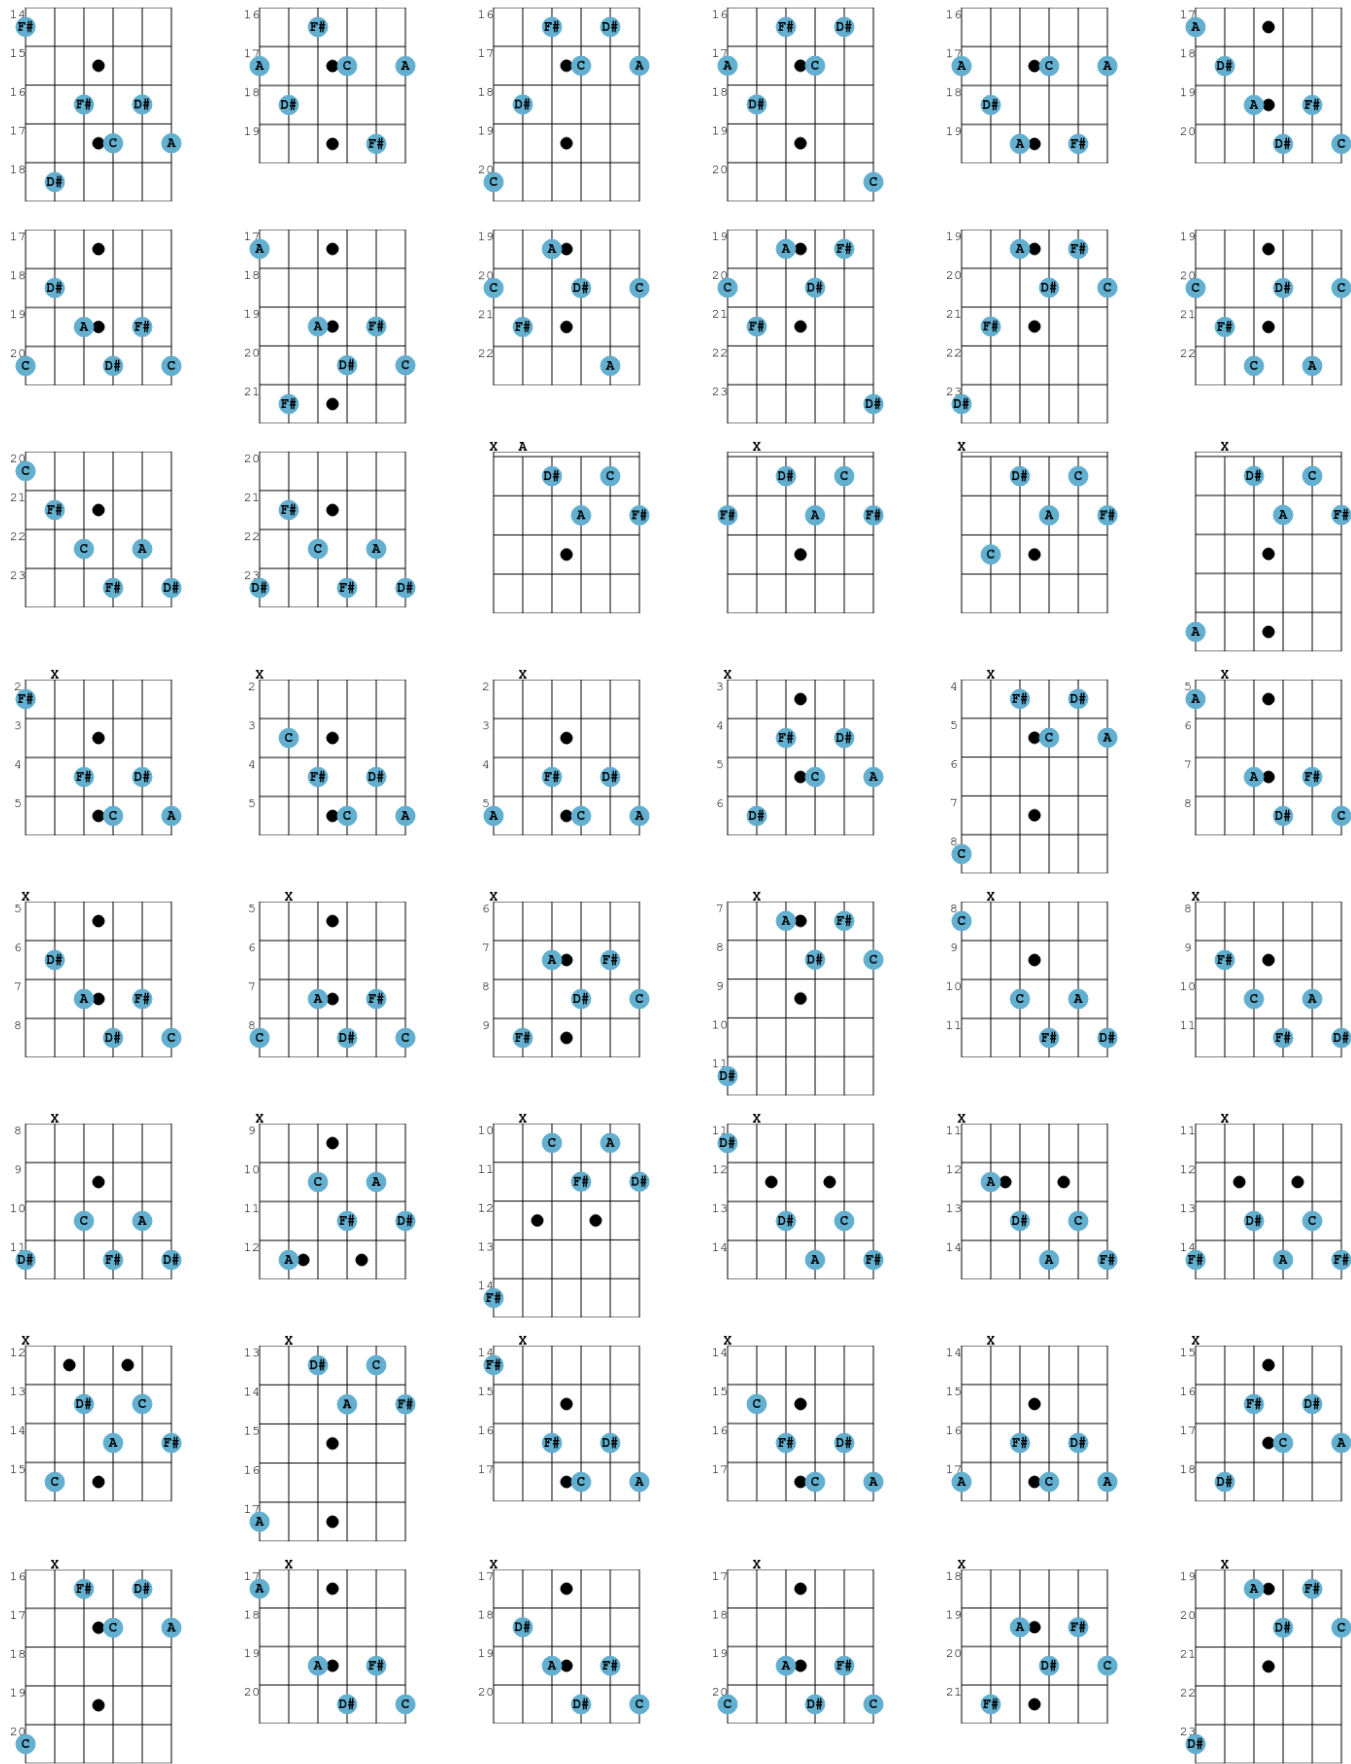 14 F#
15
16 F# D#
17 C A
18 D#
16 F#
17 A C A
18 D#
19 F#
16 F# D#
17 C A
18 D#
19
20 C
16 F# D#
17 A C
18 D#
19
20 C
16
17 A C A
18 D#
19 A F#
17 A
18 D#
19 A F#
20 D# C
17
18 D#
19 A F#
20 C D# C
17 A
18
19 A F#
20 D# C
21 F#
19 A
20 C D# C
21 F#
22 A
19 A F#
20 C D#
21 F#
22
23 D#
19 A F#
20 D# C
21 F#
22
23 D#
19
20 C D# C
21 F#
22 C A
20 C
21 F#
22 C A
23 F# D#
20
21 F#
22 C A
23 D# F# D#
X A
D# C
A F#
X
D# C
F# A F#
X
D# C
A F#
C
X
D# C
A F#
A
X
2 F#
3
4 F# D#
5 C A
X
2
3 C
4 F# D#
5 C A
X
2
3
4 F# D#
5 A C A
X
3
4 F# D#
5 C A
6 D#
X
4 F# D#
5 C A
6
7
8 C
X
5 A
6
7 A F#
8 D# C
X
5
6 D#
7 A F#
8 D# C
X
5
6
7 A F#
8 C D# C
X
6
7 A F#
8 D# C
9 F#
X
7 A F#
8 D# C
9
10
11 D#
X
8 C
9
10 C A
11 F# D#
X
8
9 F#
10 C A
11 F# D#
X
8
9
10 C A
11 D# F# D#
X
9
10 C A
11 F# D#
12 A
X
10 C A
11 F# D#
12
13
14 F#
X
11 D#
12
13 D# C
14 A F#
X
11
12 A
13 D# C
14 A F#
X
11
12
13 D# C
14 F# A F#
X
12
13 D# C
14 A F#
15 C
X
13 D# C
14 A F#
15
16
17 A
X
14 F#
15
16 F# D#
17 C A
X
14
15 C
16 F# D#
17 C A
X
14
15
16 F# D#
17 A C A
X
15
16 F# D#
17 C A
18 D#
X
16 F# D#
17 C A
18
19
20 C
X
17 A
18
19 A F#
20 D# C
X
17
18 D#
19 A F#
20 D# C
X
17
18
19 A F#
20 C D# C
X
18
19 A F#
20 D# C
21 F#
X
19 A F#
20 D# C
21
22
23 D#